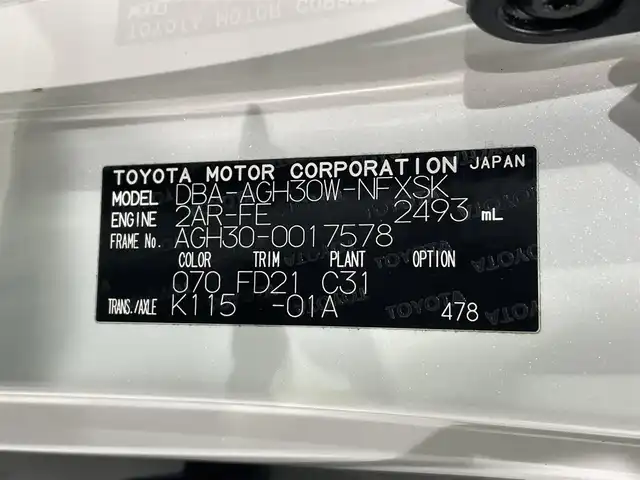 TOYOTA MOTOR CORPORATION JAPAN
MODEL DBA-AGH30W-NFXSK
ENGINE 2AR-FE 2493 mL
FRAME No. AGH30-0017578
COLOR TRIM PLANT OPTION
070 FD21 C31
TRANS./AXLE K115 -01A 478